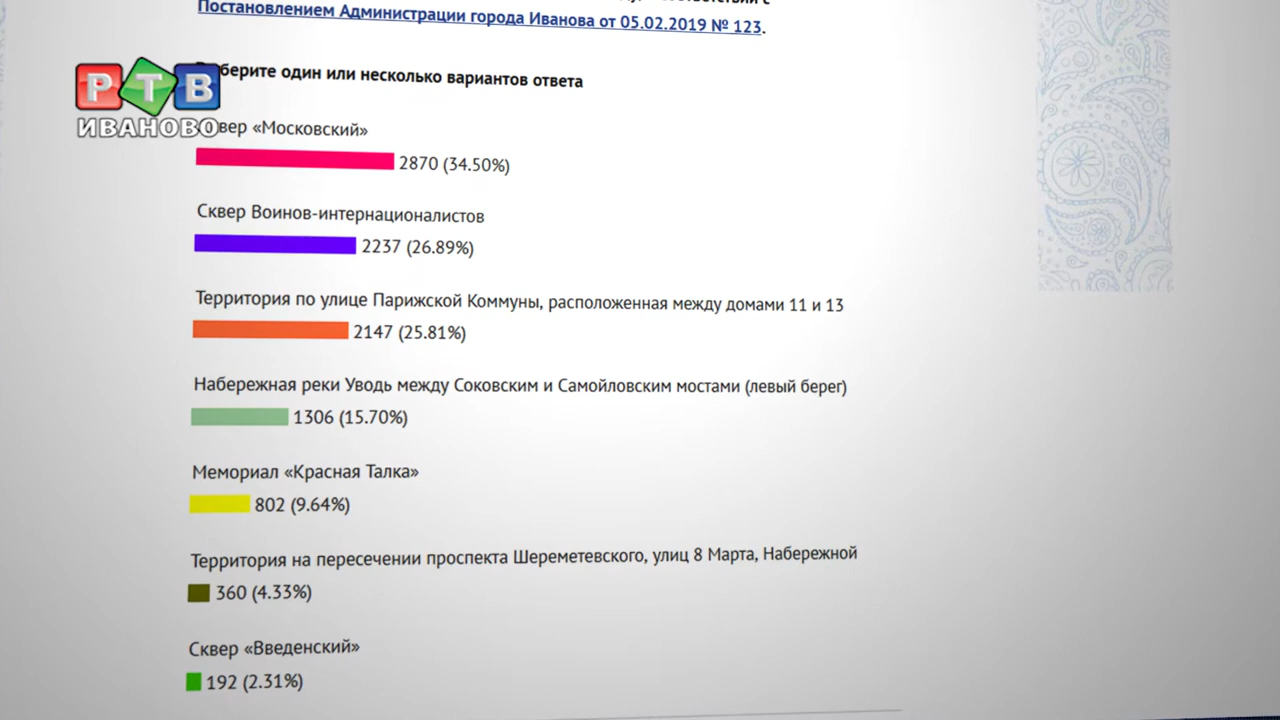 Постановлением Администрации города Иванова от 05.02.2019 № 123.
РТВ
ИВАНОВО
берите один или несколько вариантов ответа
вер «Московский»
2870 (34.50%)
Сквер Воинов-интернационалистов
2237 (26.89%)
Территория по улице Парижской Коммуны, расположенная между домами 11 и 13
2147 (25.81%)
Набережная реки Уводь между Соковским и Самойловским мостами (левый берег)
1306 (15.70%)
Мемориал «Красная Талка»
802 (9.64%)
Территория на пересечении проспекта Шереметевского, улиц 8 Марта, Набережной
360 (4.33%)
Сквер «Введенский»
192 (2.31%)